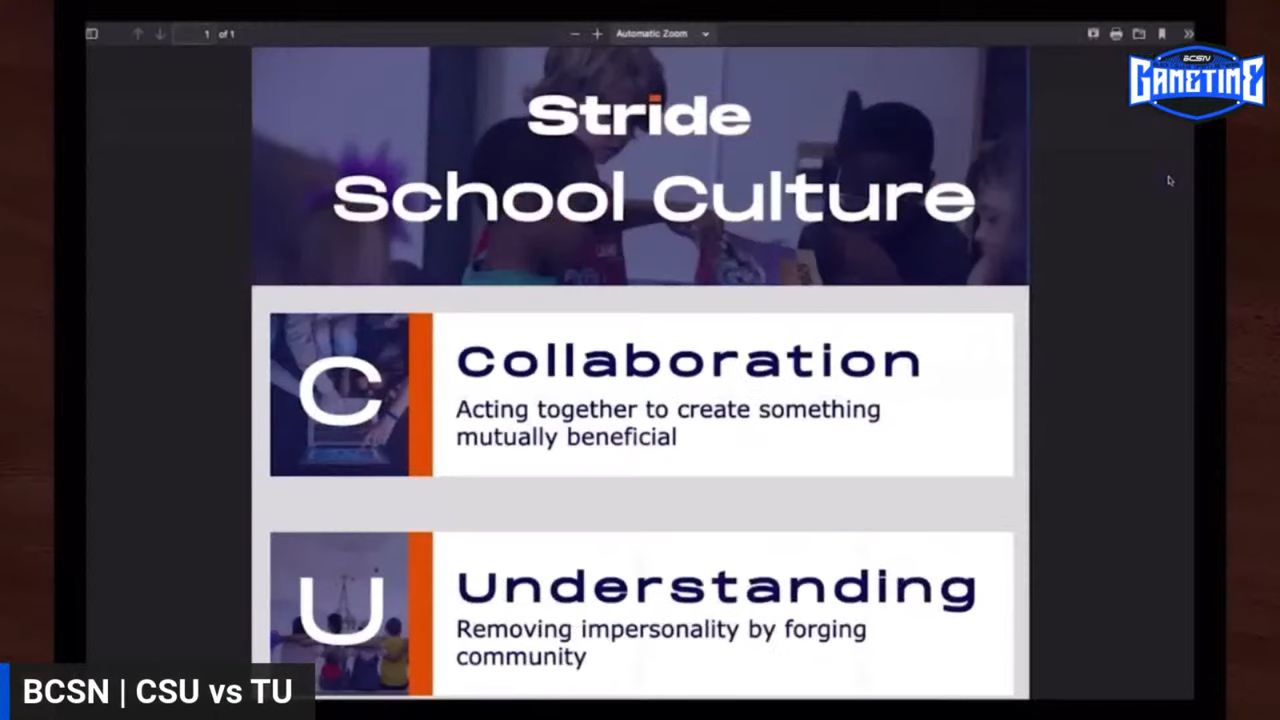 1 of 1
Automatic Zoom
BCSN
GAMETIME
Stride
School Culture
C
Collaboration
Acting together to create something
mutually beneficial
U
Understanding
Removing impersonality by forging
community
BCSN | CSU vs TU